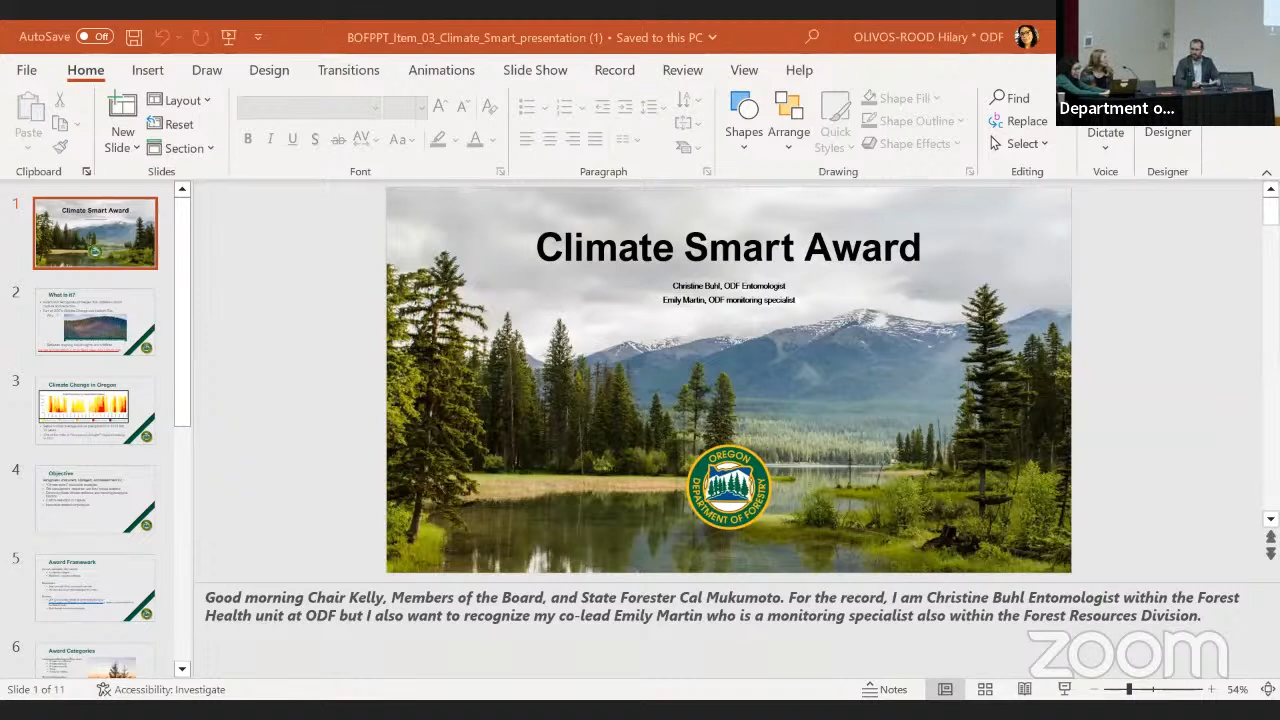 AutoSave Off
BOFPPT_Item_03_Climate_Smart_presentation (1) • Saved to this PC
OLIVOS-ROOD Hilary * ODF
File Home Insert Draw Design Transitions Animations Slide Show Record Review View Help
Department o...
Paste
New
Slide
Layout
Reset
Section
Shapes
Arrange
Quick
Styles
Shape Fill
Shape Outline
Shape Effects
Find
Replace
Select
Dictate
Designer
Clipboard
Slides
Font
Paragraph
Drawing
Editing
Voice
Designer
1
Climate Smart Award
2
What is it?
3
Climate Change in Oregon
4
Objective
5
Award Framework
6
Award Categories
Climate Smart Award
Christine Buhl, ODF Entomologist
Emily Martin, ODF monitoring specialist
OREGON
DEPARTMENT OF FORESTRY
Good morning Chair Kelly, Members of the Board, and State Forester Cal Mukumoto. For the record, I am Christine Buhl Entomologist within the Forest
Health unit at ODF but I also want to recognize my co-lead Emily Martin who is a monitoring specialist also within the Forest Resources Division.
zoom
Slide 1 of 11
Accessibility: Investigate
Notes
54%